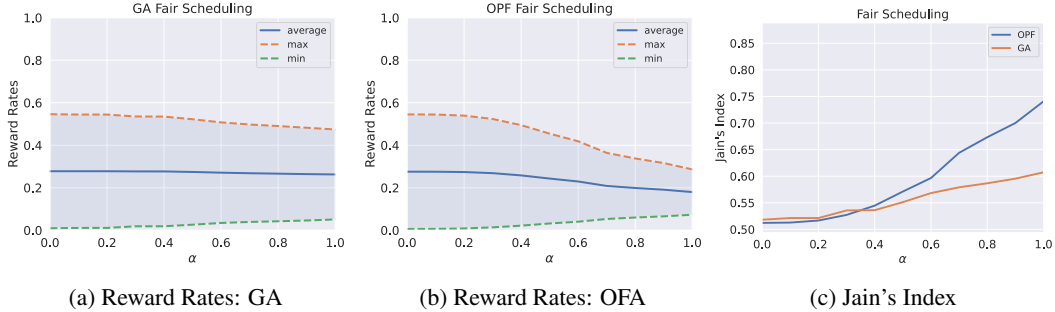 GA Fair Scheduling
1.0
0.8
0.6
0.4
0.2
0.0
Reward Rates
average
max
min
0.0 0.2 0.4 0.6 0.8 1.0
α
(a) Reward Rates: GA
OPF Fair Scheduling
1.0
0.8
0.6
0.4
0.2
0.0
Reward Rates
average
max
min
0.0 0.2 0.4 0.6 0.8 1.0
α
(b) Reward Rates: OFA
Fair Scheduling
0.85
0.80
0.75
0.70
0.65
0.60
0.55
0.50
Jain's Index
OPF
GA
0.0 0.2 0.4 0.6 0.8 1.0
α
(c) Jain's Index